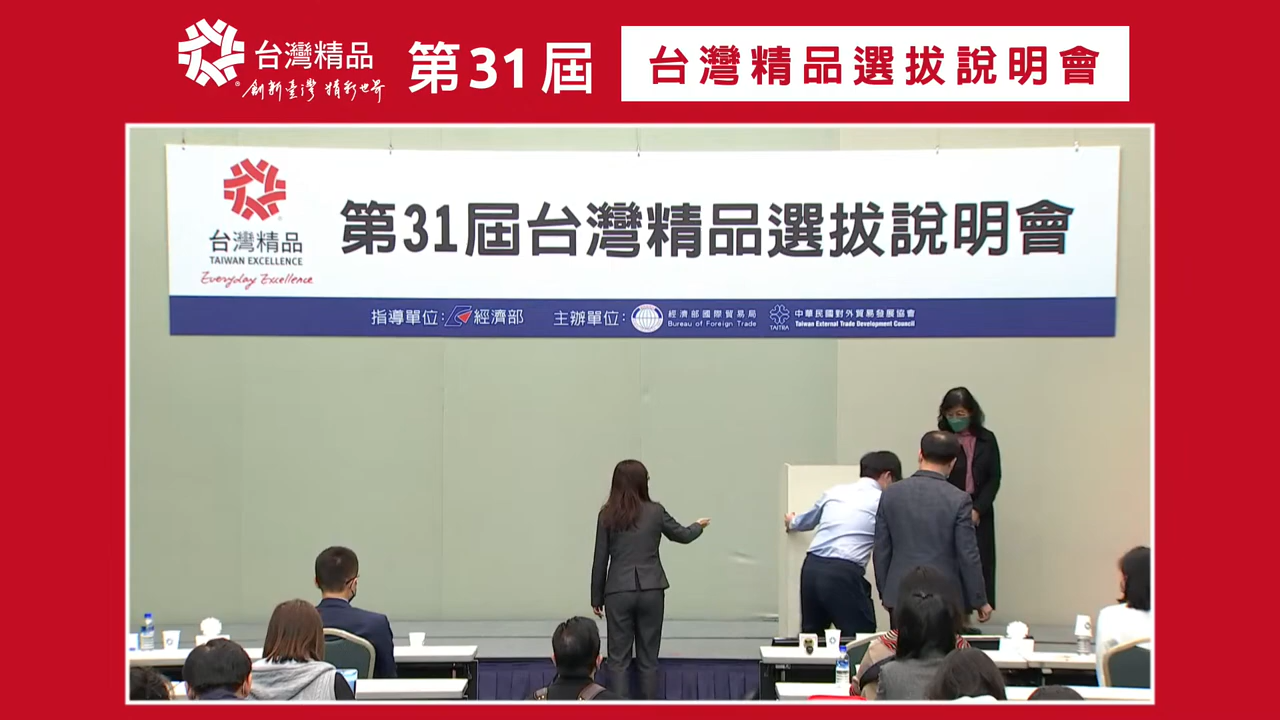 台灣精品
創新臺灣 精彩世界
第31屆
台灣精品選拔說明會
台灣精品
TAIWAN EXCELLENCE
Everyday Excellence
第31屆台灣精品選拔說明會
指導單位:經濟部
主辦單位:
經濟部國際貿易局
Bureau of Foreign Trade
TAITRA
中華民國對外貿易發展協會
Taiwan External Trade Development Council